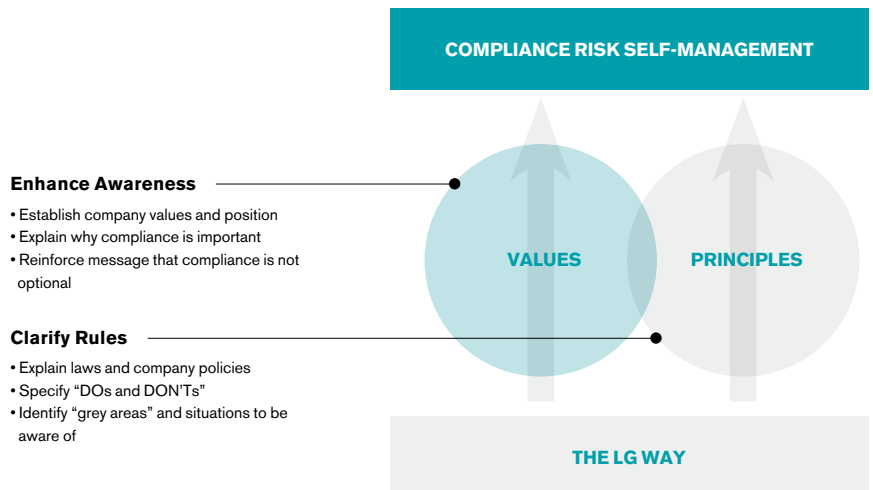 COMPLIANCE RISK SELF-MANAGEMENT
Enhance Awareness
• Establish company values and position
• Explain why compliance is important
• Reinforce message that compliance is not
optional
VALUES
PRINCIPLES
Clarify Rules
• Explain laws and company policies
• Specify “DOs and DON’Ts”
• Identify “grey areas” and situations to be
aware of
THE LG WAY